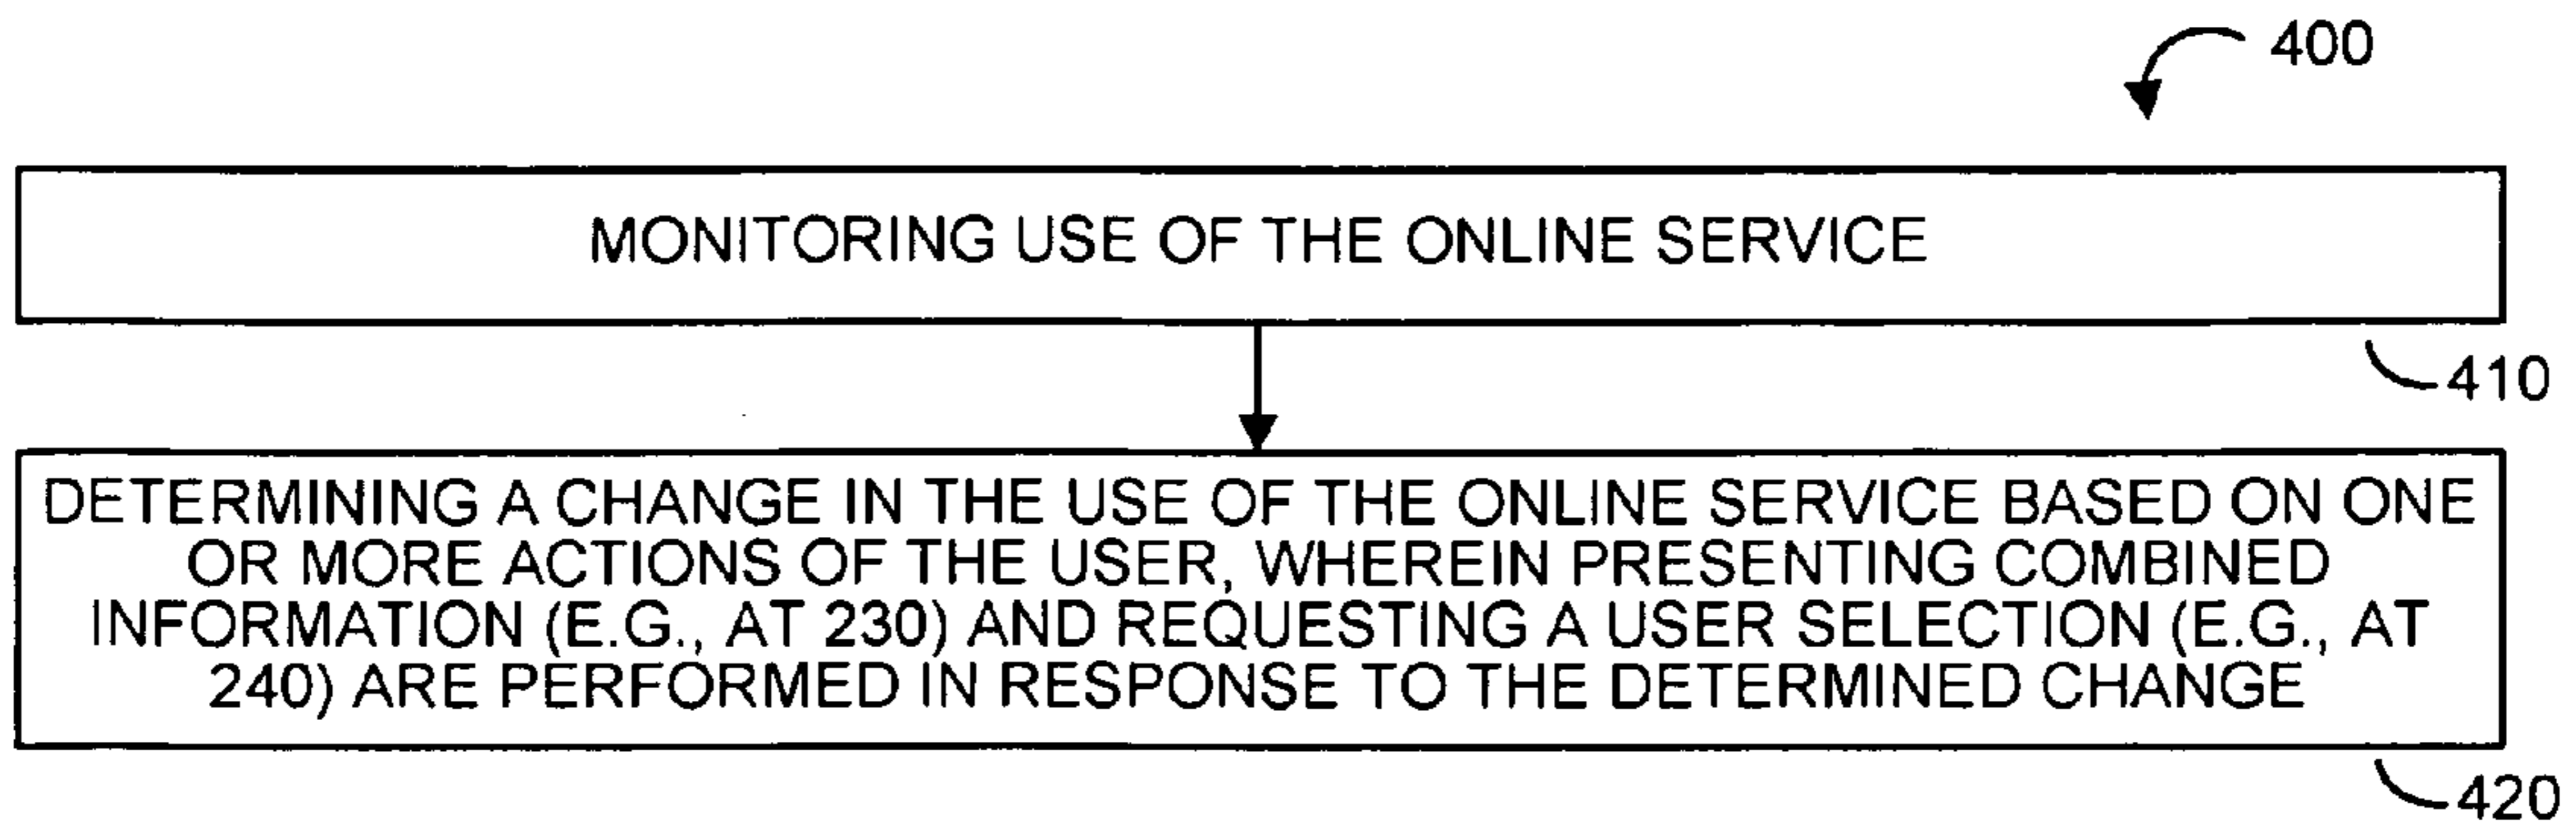 400
MONITORING USE OF THE ONLINE SERVICE
410
DETERMINING A CHANGE IN THE USE OF THE ONLINE SERVICE BASED ON ONE
OR MORE ACTIONS OF THE USER, WHEREIN PRESENTING COMBINED
INFORMATION (E.G., AT 230) AND REQUESTING A USER SELECTION (E.G., AT
240) ARE PERFORMED IN RESPONSE TO THE DETERMINED CHANGE
420